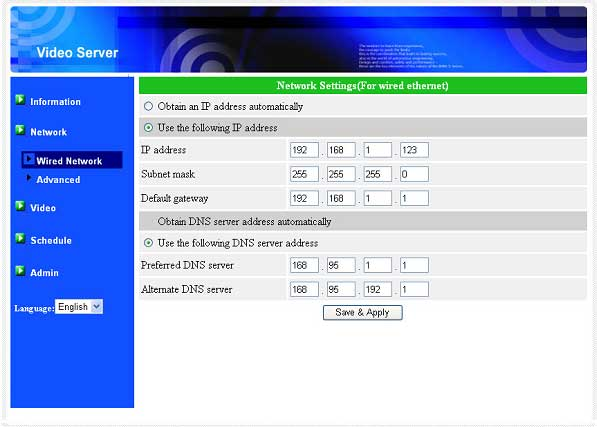 Video Server
Information
Network
Wired Network
Advanced
Video
Schedule
Admin
Language: English
Network Settings(For wired ethernet)
Obtain an IP address automatically
Use the following IP address
IP address 192 . 168 . 1 . 123
Subnet mask 255 . 255 . 255 . 0
Default gateway 192 . 168 . 1 . 1
Obtain DNS server address automatically
Use the following DNS server address
Preferred DNS server 168 . 95 . 1 . 1
Alternate DNS server 168 . 95 . 192 . 1
Save & Apply